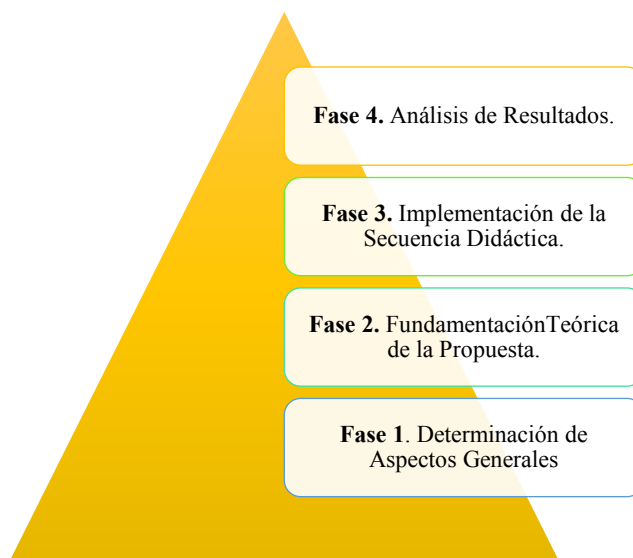 Fase 4. Análisis de Resultados.
Fase 3. Implementación de la
Secuencia Didáctica.
Fase 2. FundamentaciónTeórica
de la Propuesta.
Fase 1. Determinación de
Aspectos Generales